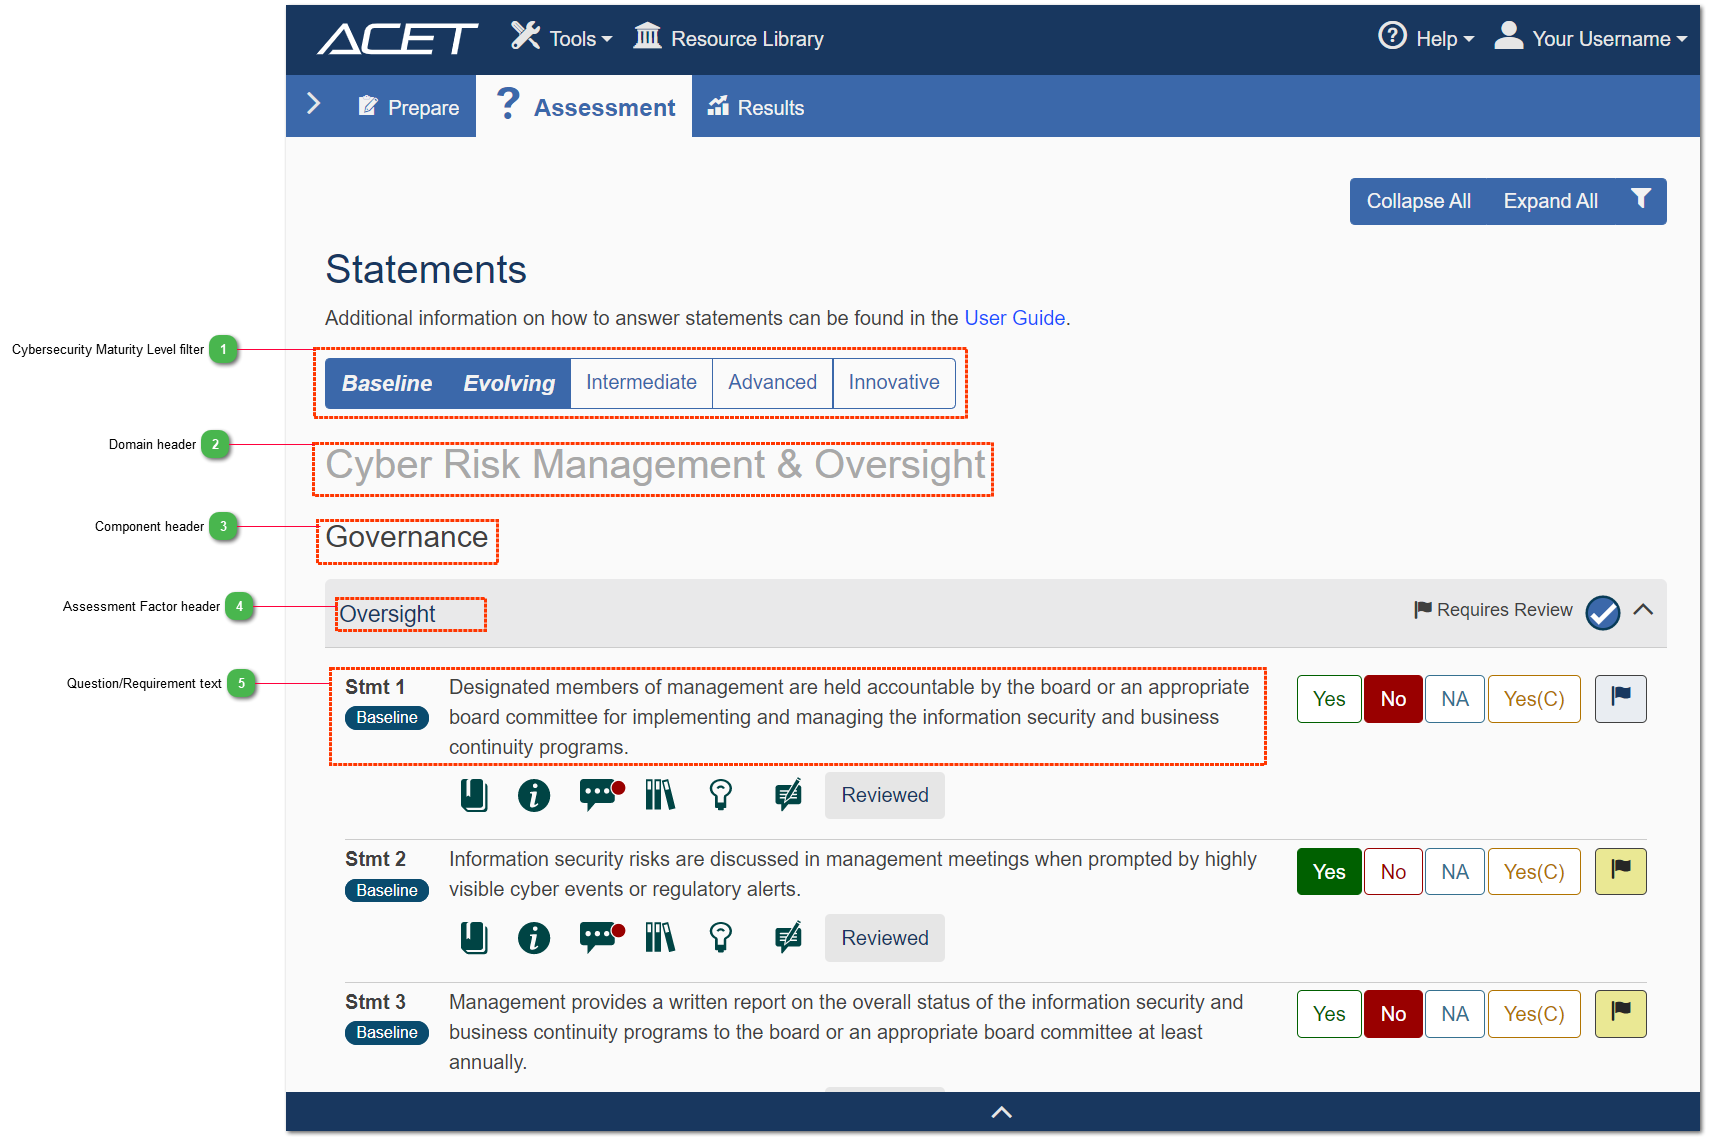 ACET Tools Resource Library ? Help Your Username
Prepare ? Assessment Results
Collapse All Expand All
Statements
Additional information on how to answer statements can be found in the User Guide.
Cybersecurity Maturity Level filter 1
Baseline Evolving Intermediate Advanced Innovative
Domain header 2
Cyber Risk Management & Oversight
Component header 3
Governance
Assessment Factor header 4
Oversight Requires Review
Question/Requirement text 5
Stmt 1 Designated members of management are held accountable by the board or an appropriate
Baseline board committee for implementing and managing the information security and business
continuity programs.
Yes No NA Yes(C)
i Reviewed
Stmt 2 Information security risks are discussed in management meetings when prompted by highly
Baseline visible cyber events or regulatory alerts.
Yes No NA Yes(C)
i Reviewed
Stmt 3 Management provides a written report on the overall status of the information security and
Baseline business continuity programs to the board or an appropriate board committee at least
annually.
Yes No NA Yes(C)